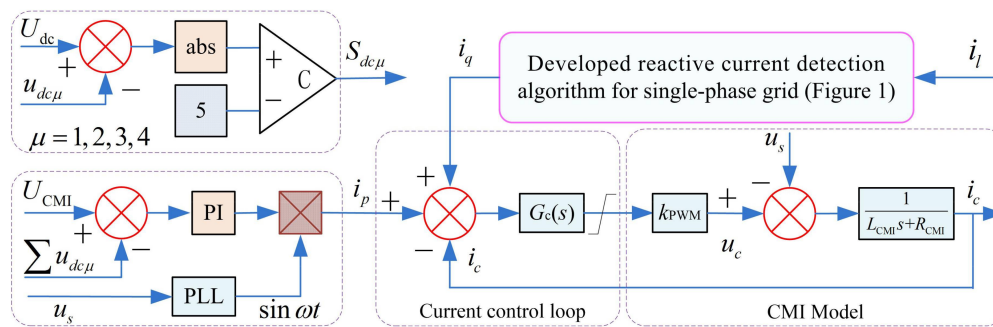 U_dc
+
−
u_dcμ
abs
5
+
−
C
S_dcμ
μ = 1, 2, 3, 4
i_q
Developed reactive current detection
algorithm for single-phase grid (Figure 1)
i_l
U_CMI
+
−
∑ u_dcμ
PI
u_s
PLL
sin ωt
i_p
+
+
−
i_c
G_c(s)
Current control loop
k_PWM
+
u_c
u_s
−
1
L_CMI s+R_CMI
i_c
CMI Model